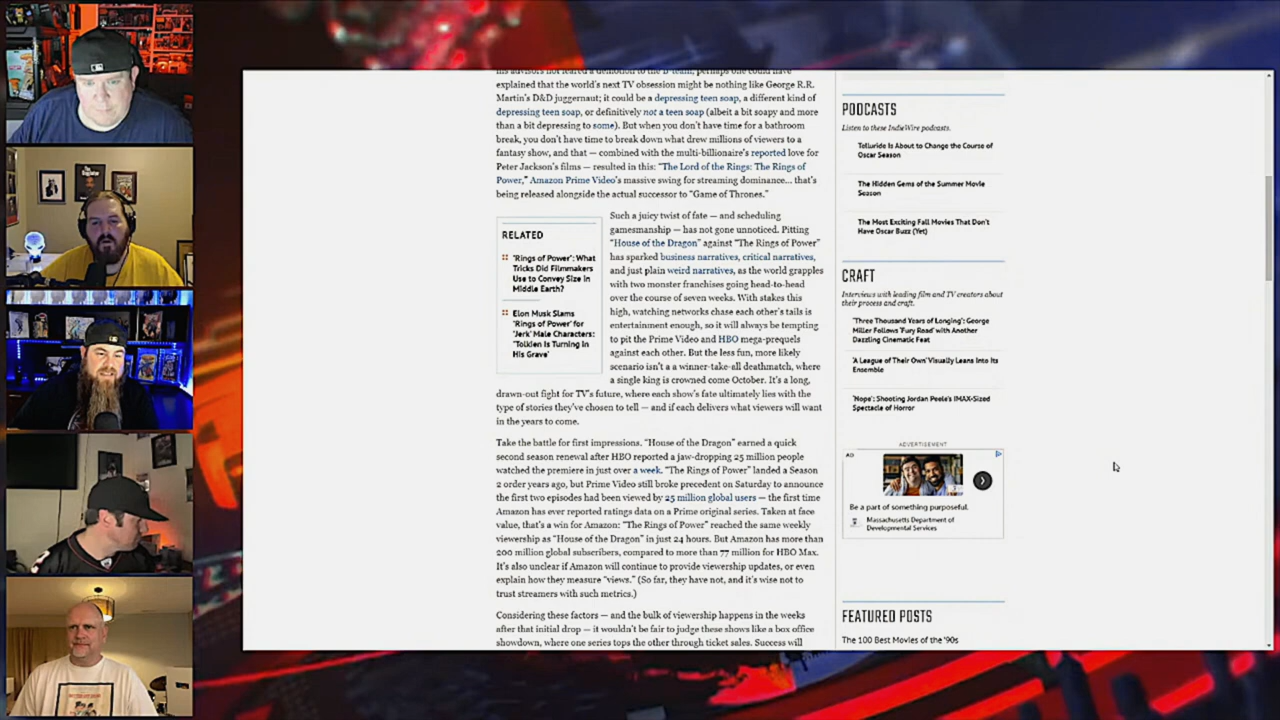 his advisors not feared a demotion to the D-team, perhaps one could have
explained that the world's next TV obsession might be nothing like George R.R.
Martin's D&D juggernaut; it could be a depressing teen soap, a different kind of
depressing teen soap, or definitively not a teen soap (albeit a bit soapy and more
than a bit depressing to some). But when you don't have time for a bathroom
break, you don't have time to break down what drew millions of viewers to a
fantasy show, and that — combined with the multi-billionaire's reported love for
Peter Jackson's films — resulted in this: "The Lord of the Rings: The Rings of
Power," Amazon Prime Video's massive swing for streaming dominance... that's
being released alongside the actual successor to "Game of Thrones."
RELATED
'Rings of Power': What
Tricks Did Filmmakers
Use to Convey Size in
Middle Earth?
Elon Musk Slams
'Rings of Power' for
'Jerk' Male Characters:
'Tolkien Is Turning in
His Grave'
Such a juicy twist of fate — and scheduling
gamesmanship — has not gone unnoticed. Pitting
"House of the Dragon" against "The Rings of Power"
has sparked business narratives, critical narratives,
and just plain weird narratives, as the world grapples
with two monster franchises going head-to-head
over the course of seven weeks. With stakes this
high, watching networks chase each other's tails is
entertainment enough, so it will always be tempting
to pit the Prime Video and HBO mega-prequels
against each other. But the less fun, more likely
scenario isn't a a winner-take-all deathmatch, where
a single king is crowned come October. It's a long,
drawn-out fight for TV's future, where each show's fate ultimately lies with the
type of stories they've chosen to tell — and if each delivers what viewers will want
in the years to come.
Take the battle for first impressions. "House of the Dragon" earned a quick
second season renewal after HBO reported a jaw-dropping 25 million people
watched the premiere in just over a week. "The Rings of Power" landed a Season
2 order years ago, but Prime Video still broke precedent on Saturday to announce
the first two episodes had been viewed by 25 million global users — the first time
Amazon has ever reported ratings data on a Prime original series. Taken at face
value, that's a win for Amazon: "The Rings of Power" reached the same weekly
viewership as "House of the Dragon" in just 24 hours. But Amazon has more than
200 million global subscribers, compared to more than 77 million for HBO Max.
It's also unclear if Amazon will continue to provide viewership updates, or even
explain how they measure "views." (So far, they have not, and it's wise not to
trust streamers with such metrics.)
Considering these factors — and the bulk of viewership happens in the weeks
after that initial drop — it wouldn't be fair to judge these shows like a box office
showdown, where one series tops the other through ticket sales. Success will
PODCASTS
Listen to these IndieWire podcasts.
Telluride Is About to Change the Course of
Oscar Season
The Hidden Gems of the Summer Movie
Season
The Most Exciting Fall Movies That Don't
Have Oscar Buzz (Yet)
CRAFT
Interviews with leading film and TV creators about
their process and craft.
'Three Thousand Years of Longing': George
Miller Follows 'Fury Road' with Another
Dazzling Cinematic Feat
'A League of Their Own' Visually Leans Into Its
Ensemble
'Nope': Shooting Jordan Peele's IMAX-Sized
Spectacle of Horror
ADVERTISEMENT
AD
Be a part of something purposeful.
Massachusetts Department of
Developmental Services
FEATURED POSTS
The 100 Best Movies of the '90s